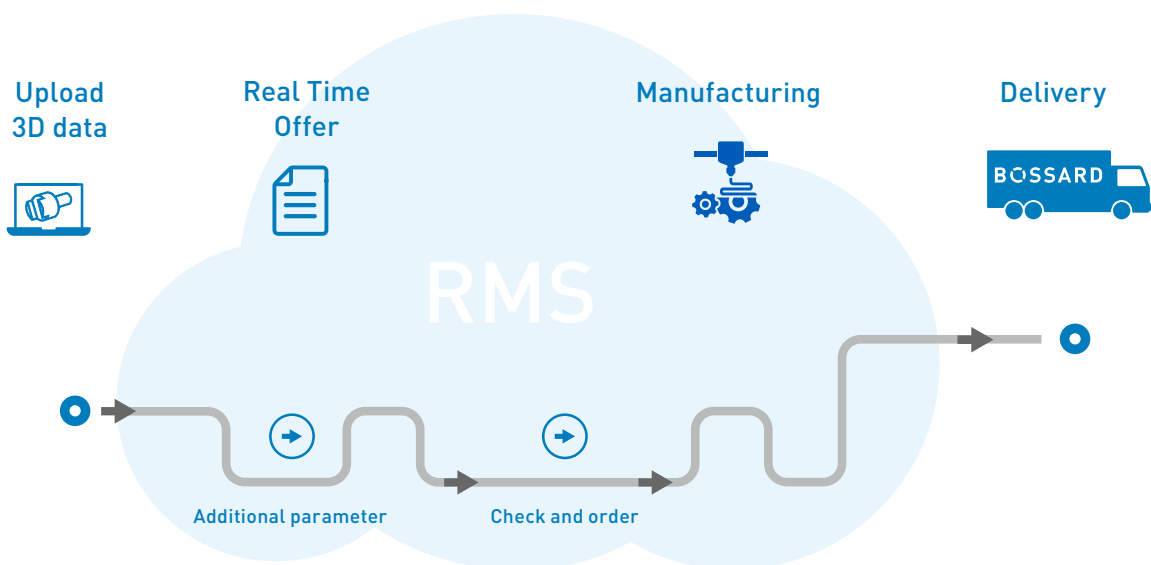 Upload
3D data
Real Time
Offer
Manufacturing
Delivery
BOSSARD
RMS
Additional parameter
Check and order